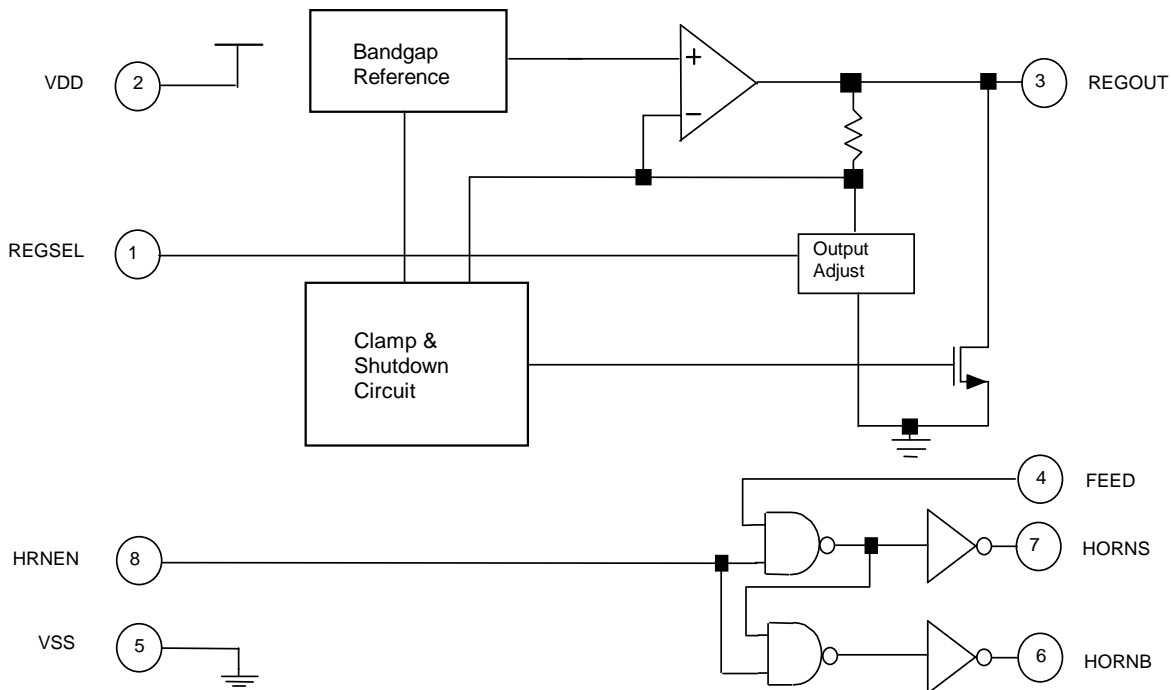 Bandgap
Reference
+
−
VDD
2
3
REGOUT
REGSEL
1
Output
Adjust
Clamp &
Shutdown
Circuit
4
FEED
HRNEN
8
7
HORNS
VSS
5
6
HORNB